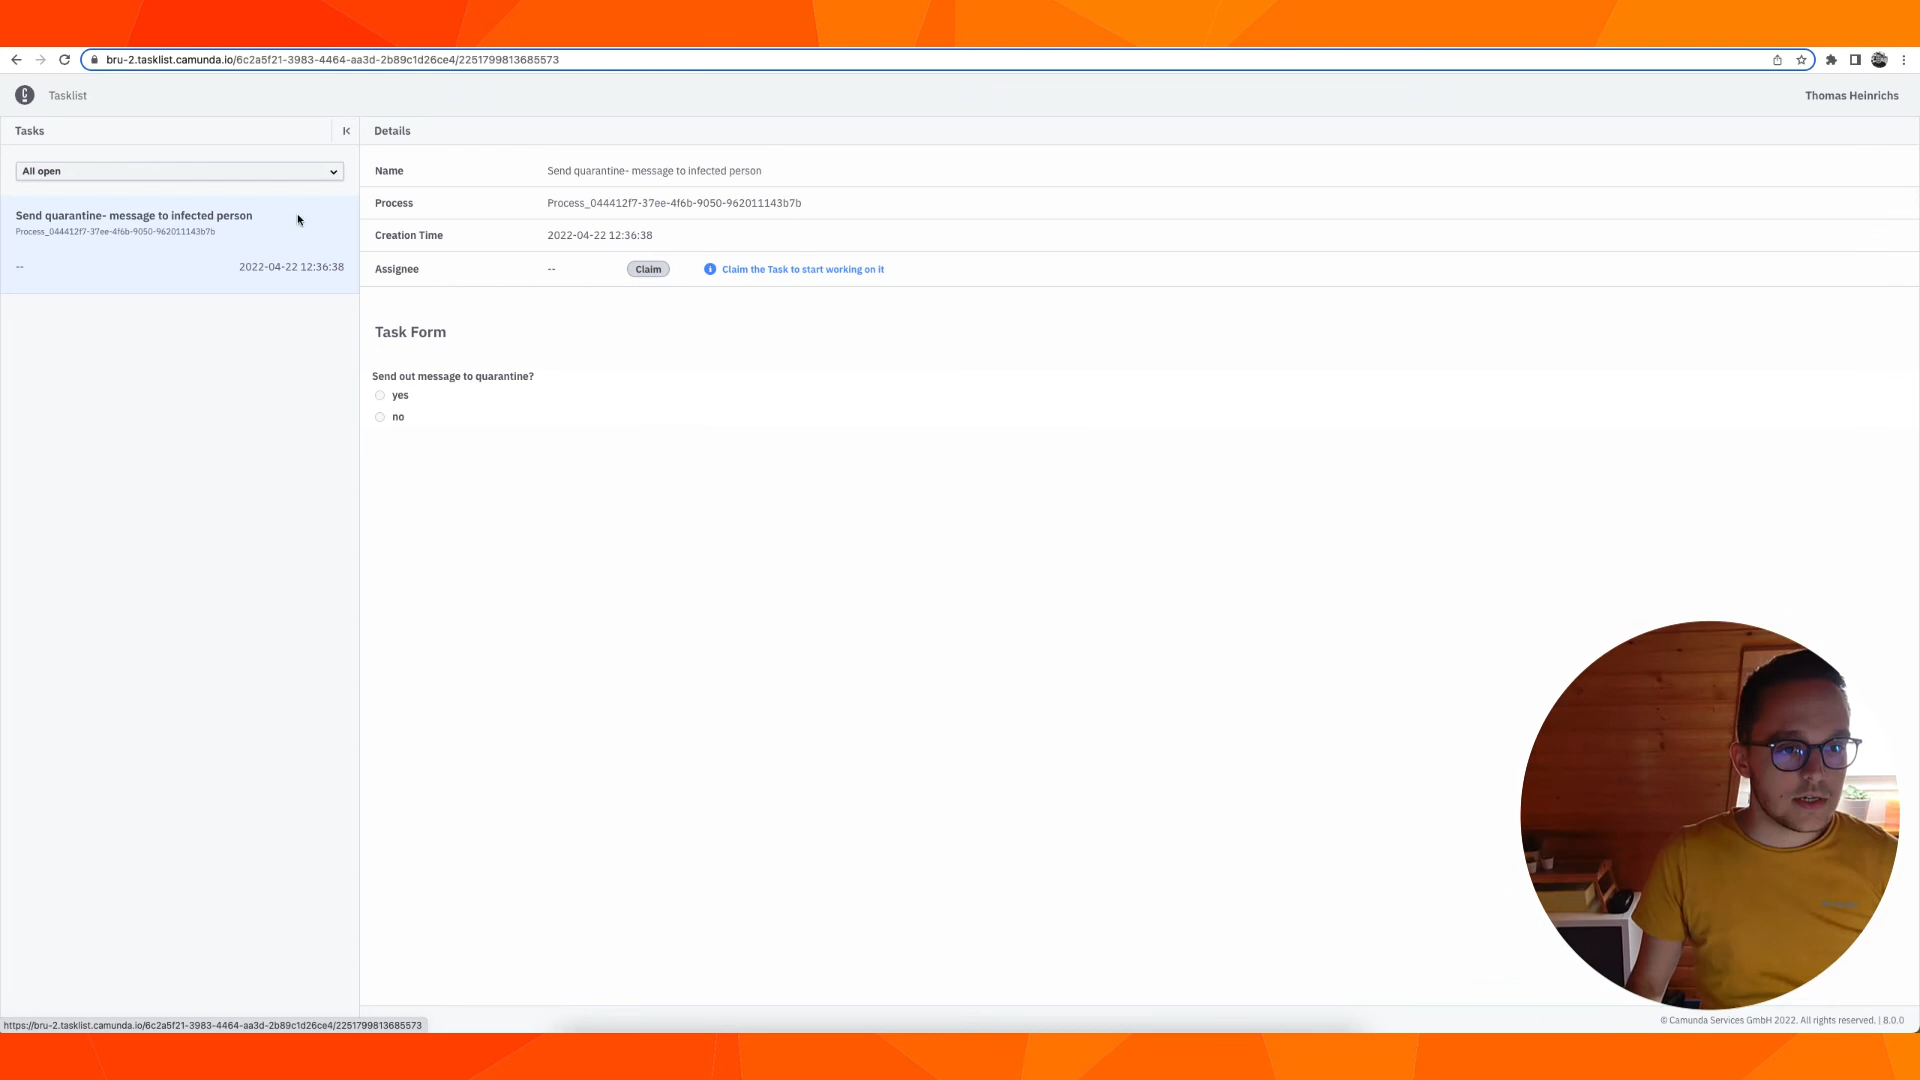 bru-2.tasklist.camunda.io/6c2a5f21-3983-4464-aa3d-2b89c1d26ce4/2251799813685573
Tasklist
Thomas Heinrichs
Tasks
Details
All open
Name
Send quarantine- message to infected person
Send quarantine- message to infected person
Process_044412f7-37ee-4f6b-9050-962011143b7b
Process
Process_044412f7-37ee-4f6b-9050-962011143b7b
Creation Time
2022-04-22 12:36:38
--
2022-04-22 12:36:38
Assignee
--
Claim
Claim the Task to start working on it
Task Form
Send out message to quarantine?
yes
no
https://bru-2.tasklist.camunda.io/6c2a5f21-3983-4464-aa3d-2b89c1d26ce4/2251799813685573
© Camunda Services GmbH 2022. All rights reserved. | 8.0.0